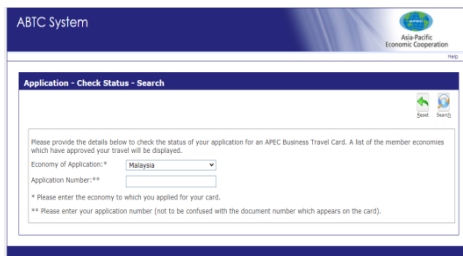 ABTC System
Asia-Pacific
Economic Cooperation
Help
Application - Check Status - Search
Reset Search
Please provide the details below to check the status of your application for an APEC Business Travel Card. A list of the member economies
which have approved your travel will be displayed.
Economy of Application:* Malaysia
Application Number:**
* Please enter the economy to which you applied for your card.
** Please enter your application number (not to be confused with the document number which appears on the card).